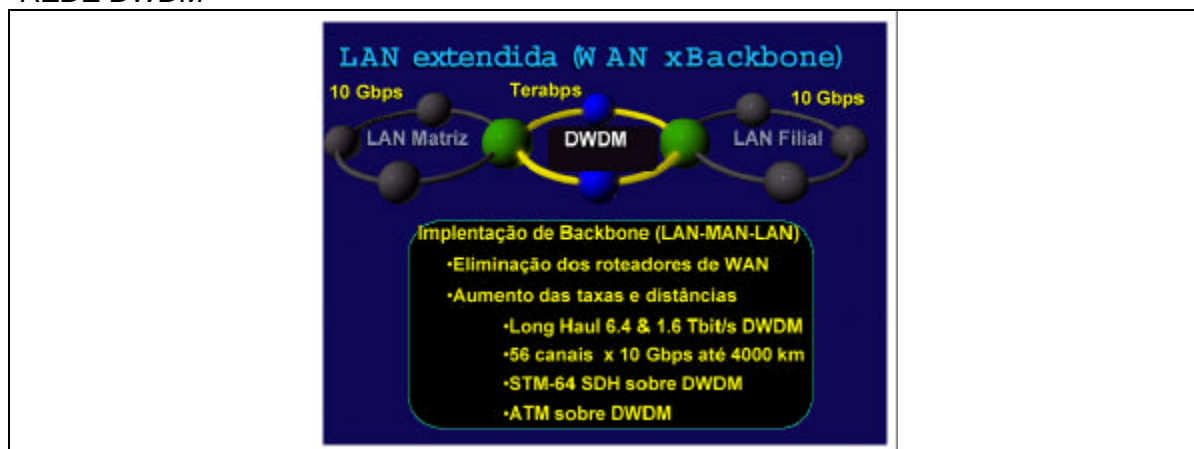 REDE DWDM
LAN extendida (W AN xBackbone)
10 Gbps Terabps 10 Gbps
LAN Matriz DWDM LAN Filial
Implentação de Backbone (LAN-MAN-LAN)
•Eliminação dos roteadores de WAN
•Aumento das taxas e distâncias
•Long Haul 6.4 & 1.6 Tbit/s DWDM
•56 canais x 10 Gbps até 4000 km
•STM-64 SDH sobre DWDM
•ATM sobre DWDM